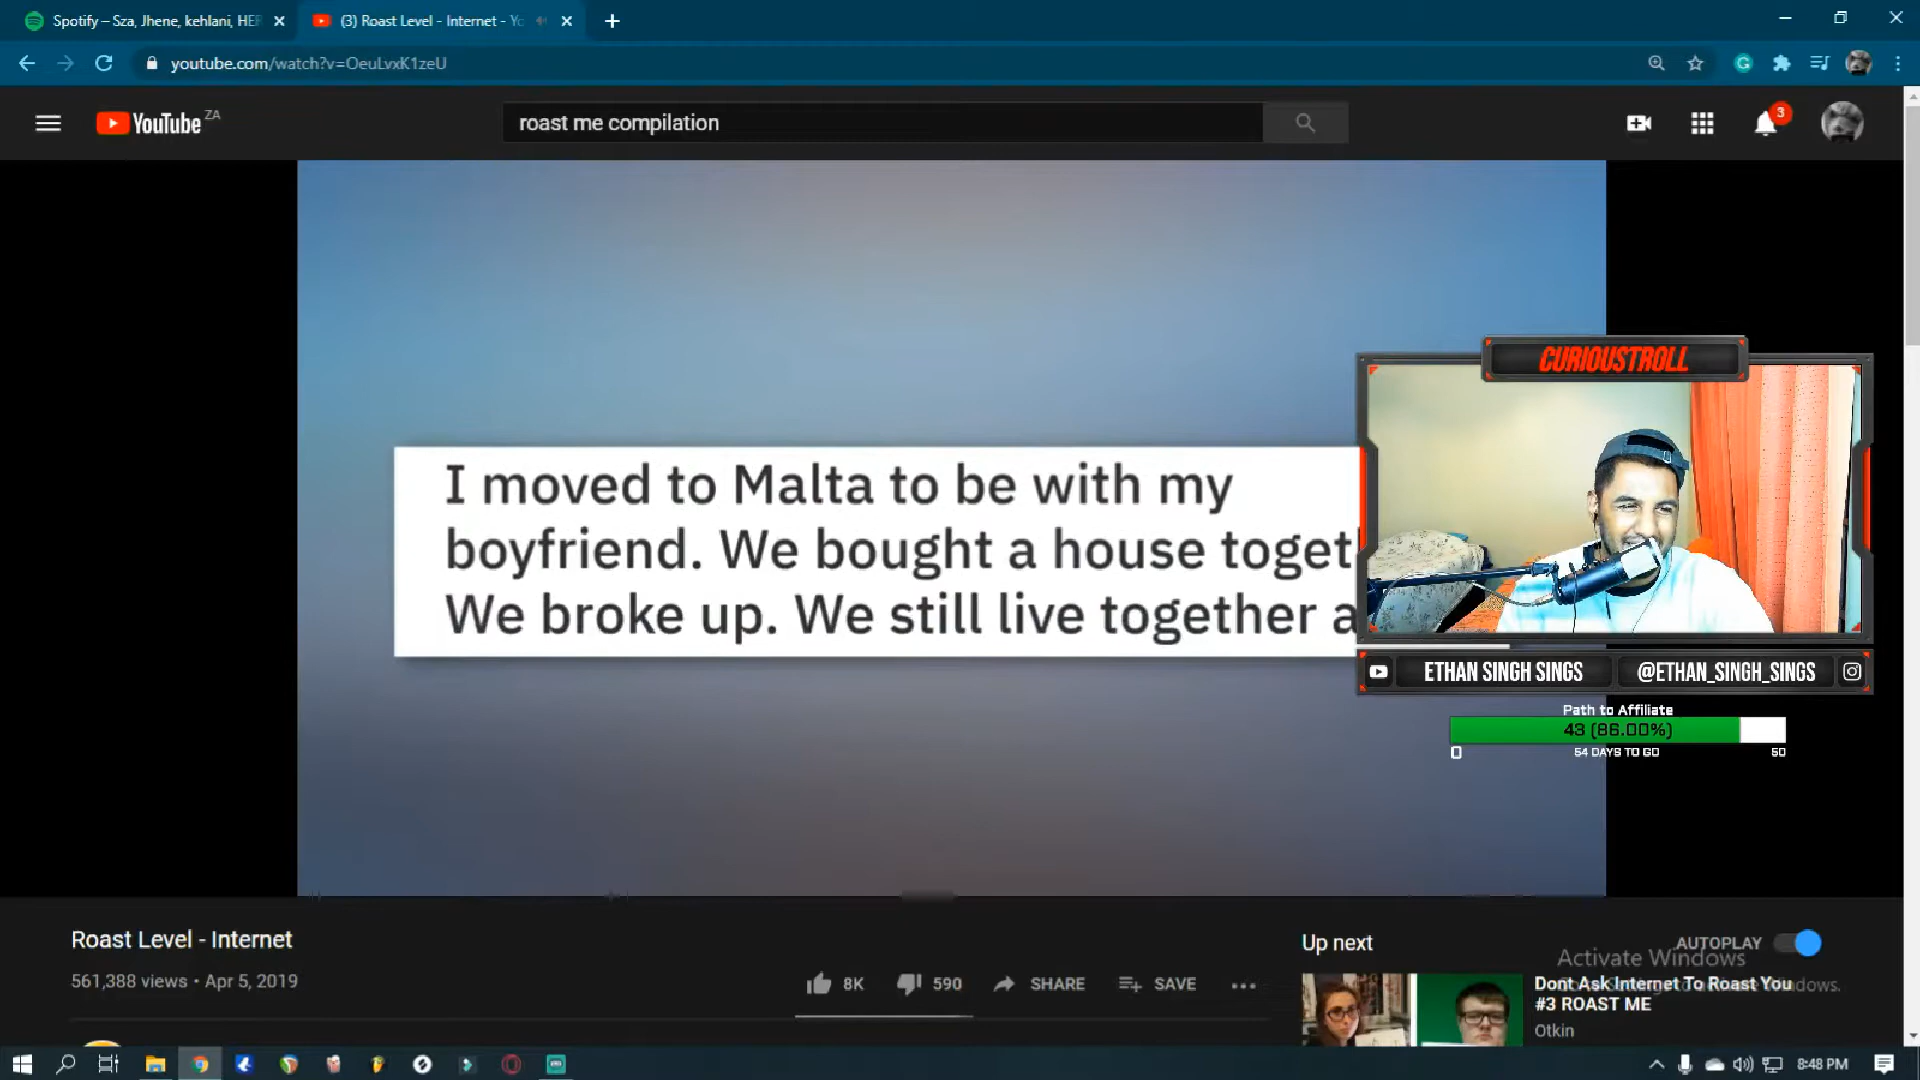 Spotify – Sza, Jhene, kehlani, HER
(3) Roast Level - Internet - Yo
youtube.com/watch?v=OeuLvxK1zeU
YouTube ZA
roast me compilation
3
I moved to Malta to be with my
boyfriend. We bought a house toget
We broke up. We still live together a
CURIOUSTROLL
ETHAN SINGH SINGS
@ETHAN_SINGH_SINGS
Path to Affiliate
43 (86.00%)
0
54 DAYS TO GO
50
Roast Level - Internet
561,388 views • Apr 5, 2019
8K
590
SHARE
SAVE
Up next
AUTOPLAY
Activate Windows
Dont Ask Internet To Roast You
#3 ROAST ME
Otkin
8:48 PM